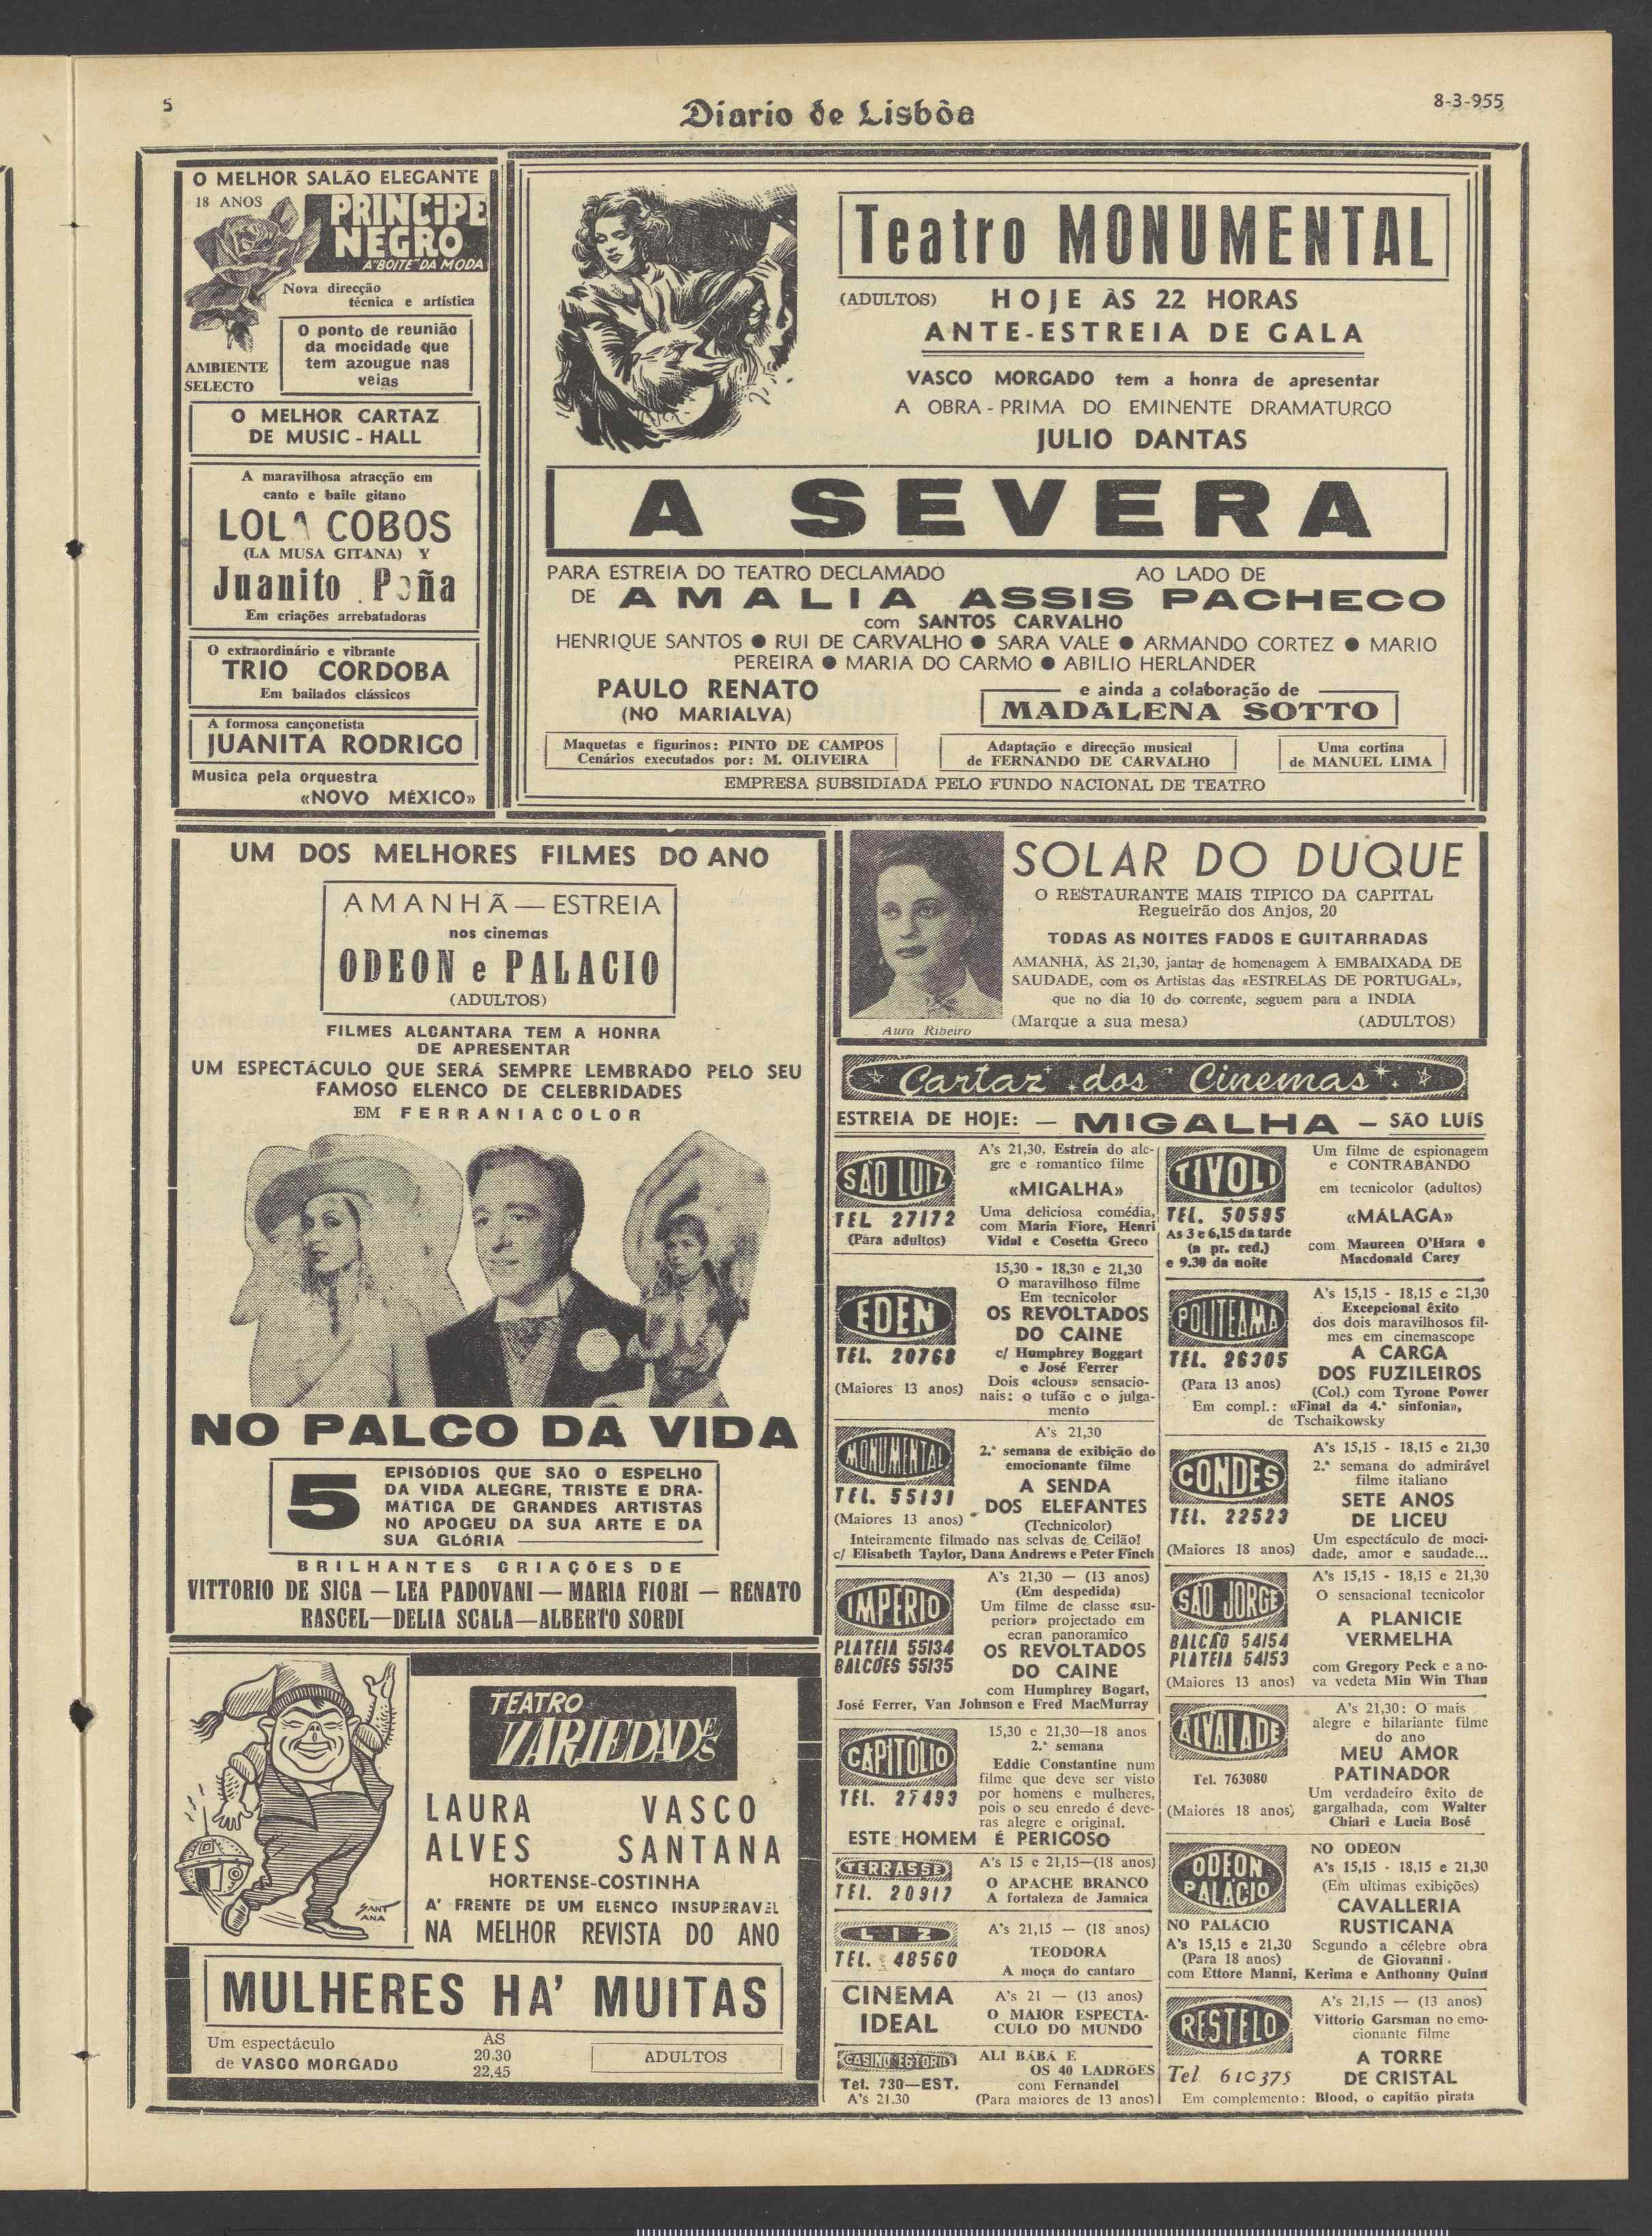 5
Diario de Lisbôa
8-3-955
O MELHOR SALÃO ELEGANTE
18 ANOS
PRINCIPE
NEGRO
A "BOITE" DA MODA
Nova direcção
técnica e artística
O ponto de reunião
da mocidade que
tem azougue nas
veias
AMBIENTE
SELECTO
O MELHOR CARTAZ
DE MUSIC - HALL
A maravilhosa atracção em
canto e baile gitano
LOLA COBOS
(LA MUSA GITANA) Y
Juanito Peña
Em criações arrebatadoras
O extraordinário e vibrante
TRIO CORDOBA
Em bailados clássicos
A formosa cançonetista
JUANITA RODRIGO
Musica pela orquestra
«NOVO MÉXICO»
Teatro MONUMENTAL
(ADULTOS) HOJE ÀS 22 HORAS
ANTE-ESTREIA DE GALA
VASCO MORGADO tem a honra de apresentar
A OBRA-PRIMA DO EMINENTE DRAMATURGO
JULIO DANTAS
A SEVERA
PARA ESTREIA DO TEATRO DECLAMADO AO LADO DE
DE AMALIA ASSIS PACHECO
com SANTOS CARVALHO
HENRIQUE SANTOS ● RUI DE CARVALHO ● SARA VALE ● ARMANDO CORTEZ ● MARIO
PEREIRA ● MARIA DO CARMO ● ABILIO HERLANDER
PAULO RENATO
(NO MARIALVA)
e ainda a colaboração de
MADALENA SOTTO
Maquetas e figurinos: PINTO DE CAMPOS
Cenários executados por: M. OLIVEIRA
Adaptação e direcção musical
de FERNANDO DE CARVALHO
Uma cortina
de MANUEL LIMA
EMPRESA SUBSIDIADA PELO FUNDO NACIONAL DE TEATRO
UM DOS MELHORES FILMES DO ANO
AMANHÃ — ESTREIA
nos cinemas
ODEON e PALACIO
(ADULTOS)
FILMES ALCANTARA TEM A HONRA
DE APRESENTAR
UM ESPECTÁCULO QUE SERÁ SEMPRE LEMBRADO PELO SEU
FAMOSO ELENCO DE CELEBRIDADES
EM FERRANIACOLOR
NO PALCO DA VIDA
5
EPISÓDIOS QUE SÃO O ESPELHO
DA VIDA ALEGRE, TRISTE E DRA-
MÁTICA DE GRANDES ARTISTAS
NO APOGEU DA SUA ARTE E DA
SUA GLÓRIA
BRILHANTES CRIAÇÕES DE
VITTORIO DE SICA — LEA PADOVANI — MARIA FIORI — RENATO
RASCEL—DELIA SCALA—ALBERTO SORDI
SANT
ANA
TEATRO
VARIEDADES
LAURA VASCO
ALVES SANTANA
HORTENSE-COSTINHA
A' FRENTE DE UM ELENCO INSUPERAVEL
NA MELHOR REVISTA DO ANO
MULHERES HA' MUITAS
Um espectáculo
de VASCO MORGADO
ÀS
20.30
22,45
ADULTOS
SOLAR DO DUQUE
O RESTAURANTE MAIS TIPICO DA CAPITAL
Regueirão dos Anjos, 20
TODAS AS NOITES FADOS E GUITARRADAS
AMANHÃ, ÀS 21,30, jantar de homenagem À EMBAIXADA DE
SAUDADE, com os Artistas das «ESTRELAS DE PORTUGAL»,
que no dia 10 do corrente, seguem para a INDIA
(Marque a sua mesa) (ADULTOS)
Aura Ribeiro
Cartaz dos Cinemas
ESTREIA DE HOJE: — MIGALHA — SÃO LUÍS
SAO LUIZ
TEL 27172
(Para adultos)
A's 21,30, Estreia do ale-
gre e romantico filme
«MIGALHA»
Uma deliciosa comédia,
com Maria Fiore, Henri
Vidal e Cosetta Greco
EDEN
TEL. 20768
(Maiores 13 anos)
15,30 - 18,30 e 21,30
O maravilhoso filme
Em tecnicolor
OS REVOLTADOS
DO CAINE
c/ Humphrey Boggart
e José Ferrer
Dois «clous» sensacio-
nais: o tufão e o julga-
mento
MONUMENTAL
TEL. 55131
(Maiores 13 anos)
A's 21,30
2.ª semana de exibição do
emocionante filme
A SENDA
DOS ELEFANTES
(Technicolor)
Inteiramente filmado nas selvas de Ceilão!
c/ Elisabeth Taylor, Dana Andrews e Peter Finch
IMPERIO
PLATEIA 55134
BALCOES 55135
A's 21,30 — (13 anos)
(Em despedida)
Um filme de classe «su-
perior» projectado em
ecran panoramico
OS REVOLTADOS
DO CAINE
com Humphrey Bogart,
José Ferrer, Van Johnson e Fred MacMurray
CAPITOLIO
TEL. 27493
15,30 e 21,30—18 anos
2.ª semana
Eddie Constantine num
filme que deve ser visto
por homens e mulheres,
pois o seu enredo é deve-
ras alegre e original.
ESTE HOMEM É PERIGOSO
TERRASSE
TEL. 20917
A's 15 e 21,15—(18 anos)
O APACHE BRANCO
A fortaleza de Jamaica
LIZ
TEL. 48560
A's 21,15 — (18 anos)
TEODORA
A moça do cantaro
CINEMA
IDEAL
A's 21 — (13 anos)
O MAIOR ESPECTA-
CULO DO MUNDO
CASINO ESTORIL
Tel. 730—EST.
A's 21.30
ALI BÁBÁ E
OS 40 LADRÕES
com Fernandel
(Para maiores de 13 anos)
TIVOLI
TEL. 50595
As 3 e 6,15 da tarde
(a pr. red.)
e 9.30 da noite
Um filme de espionagem
e CONTRABANDO
em tecnicolor (adultos)
«MÁLAGA»
com Maureen O'Hara e
Macdonald Carey
POLITEAMA
TEL. 26305
(Para 13 anos)
A's 15,15 - 18,15 e 21,30
Excepcional êxito
dos dois maravilhosos fil-
mes em cinemascope
A CARGA
DOS FUZILEIROS
(Col.) com Tyrone Power
Em compl.: «Final da 4.ª sinfonia»,
de Tschaikowsky
CONDES
TEL. 22523
(Maiores 18 anos)
A's 15,15 - 18,15 e 21,30
2.ª semana do admirável
filme italiano
SETE ANOS
DE LICEU
Um espectáculo de moci-
dade, amor e saudade...
SAO JORGE
BALCÃO 54154
PLATEIA 54153
(Maiores 13 anos)
A's 15,15 - 18,15 e 21,30
O sensacional tecnicolor
A PLANICIE
VERMELHA
com Gregory Peck e a no-
va vedeta Min Win Than
ALVALADE
Tel. 763080
(Maiores 18 anos)
A's 21,30: O mais
alegre e hilariante filme
do ano
MEU AMOR
PATINADOR
Um verdadeiro êxito de
gargalhada, com Walter
Chiari e Lucia Bosé
ODEON
PALACIO
NO PALÁCIO
A's 15,15 e 21,30
(Para 18 anos)
NO ODEON
A's 15,15 - 18,15 e 21,30
(Em ultimas exibições)
CAVALLERIA
RUSTICANA
Segundo a célebre obra
de Giovanni.
com Ettore Manni, Kerima e Anthonny Quinn
RESTELO
Tel 610375
A's 21,15 — (13 anos)
Vittorio Garsman no emo-
cionante filme
A TORRE
DE CRISTAL
Em complemento: Blood, o capitão pirata